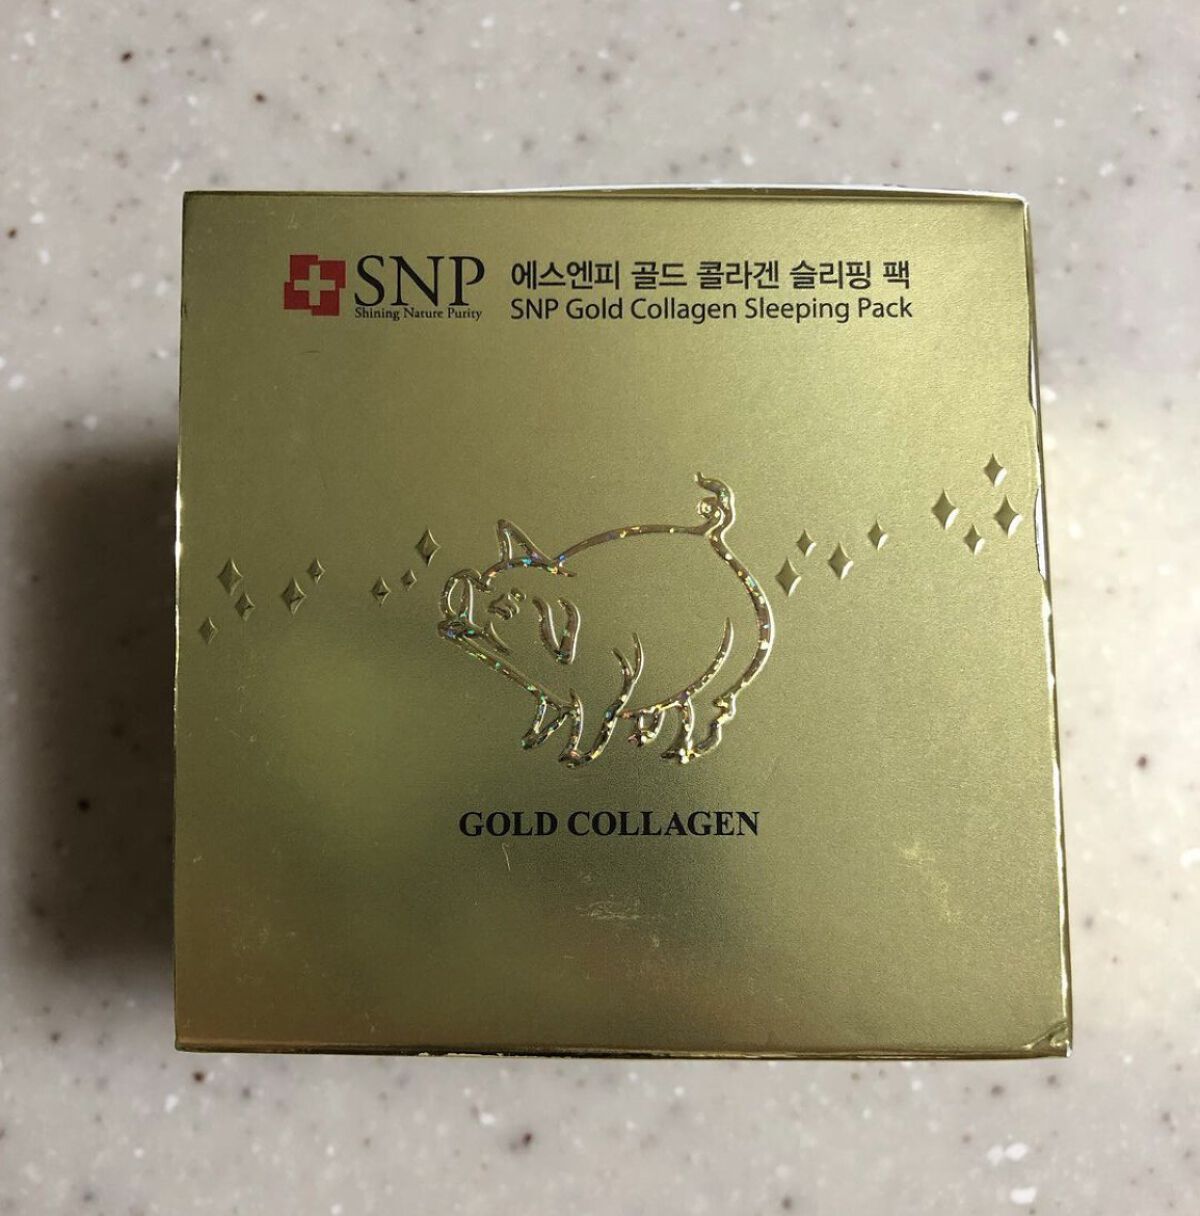 SNP
Shining Nature Purity
에스엔피 골드 콜라겐 슬리핑 팩
SNP Gold Collagen Sleeping Pack
GOLD COLLAGEN